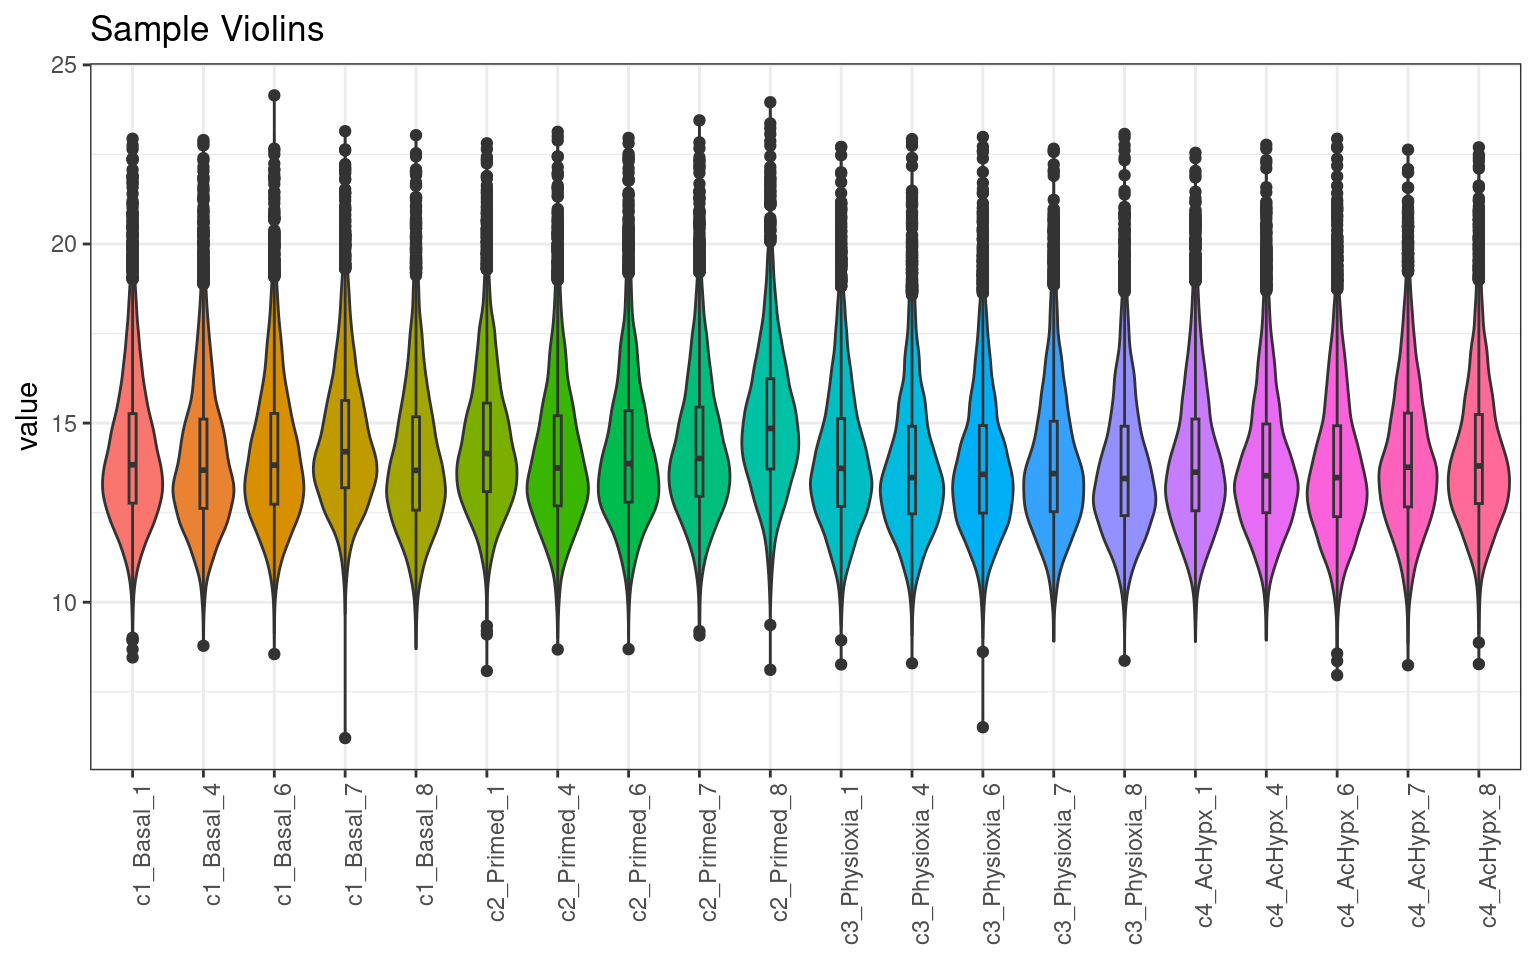 Sample Violins
value
25
20
15
10
c1_Basal_1
c1_Basal_4
c1_Basal_6
c1_Basal_7
c1_Basal_8
c2_Primed_1
c2_Primed_4
c2_Primed_6
c2_Primed_7
c2_Primed_8
c3_Physioxia_1
c3_Physioxia_4
c3_Physioxia_6
c3_Physioxia_7
c3_Physioxia_8
c4_AcHypx_1
c4_AcHypx_4
c4_AcHypx_6
c4_AcHypx_7
c4_AcHypx_8